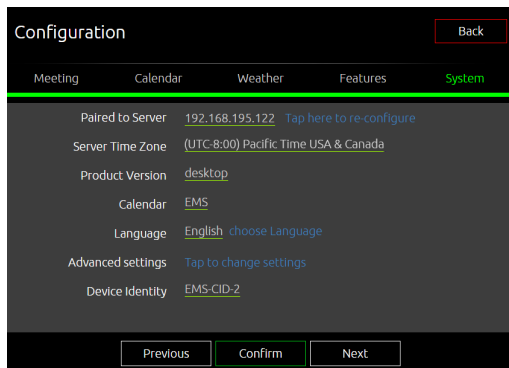 Configuration Back
Meeting Calendar Weather Features System
Paired to Server 192.168.195.122 Tap here to re-configure
Server Time Zone (UTC-8:00) Pacific Time USA & Canada
Product Version desktop
Calendar EMS
Language English choose Language
Advanced settings Tap to change settings
Device Identity EMS-CID-2
Previous Confirm Next